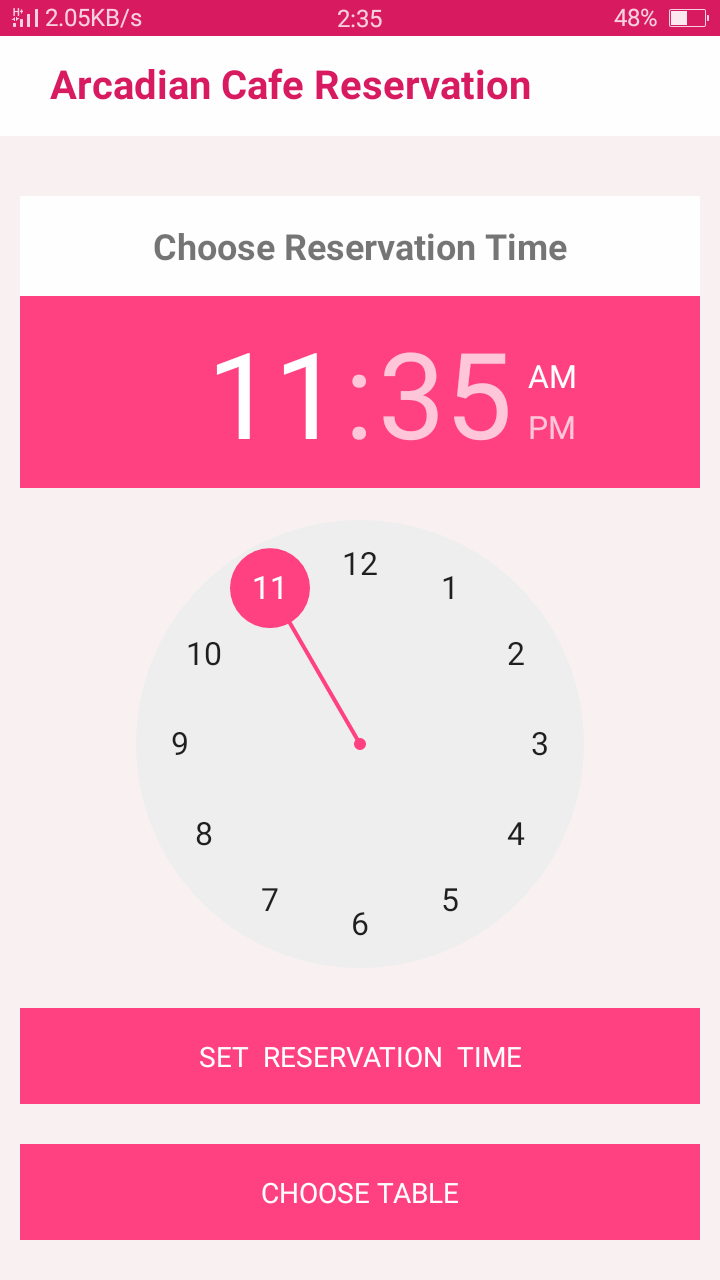 2.05KB/s 2:35 48%
Arcadian Cafe Reservation
Choose Reservation Time
11:35 AM
PM
12
11 1
10 2
9 3
8 4
7 5
6
SET RESERVATION TIME
CHOOSE TABLE